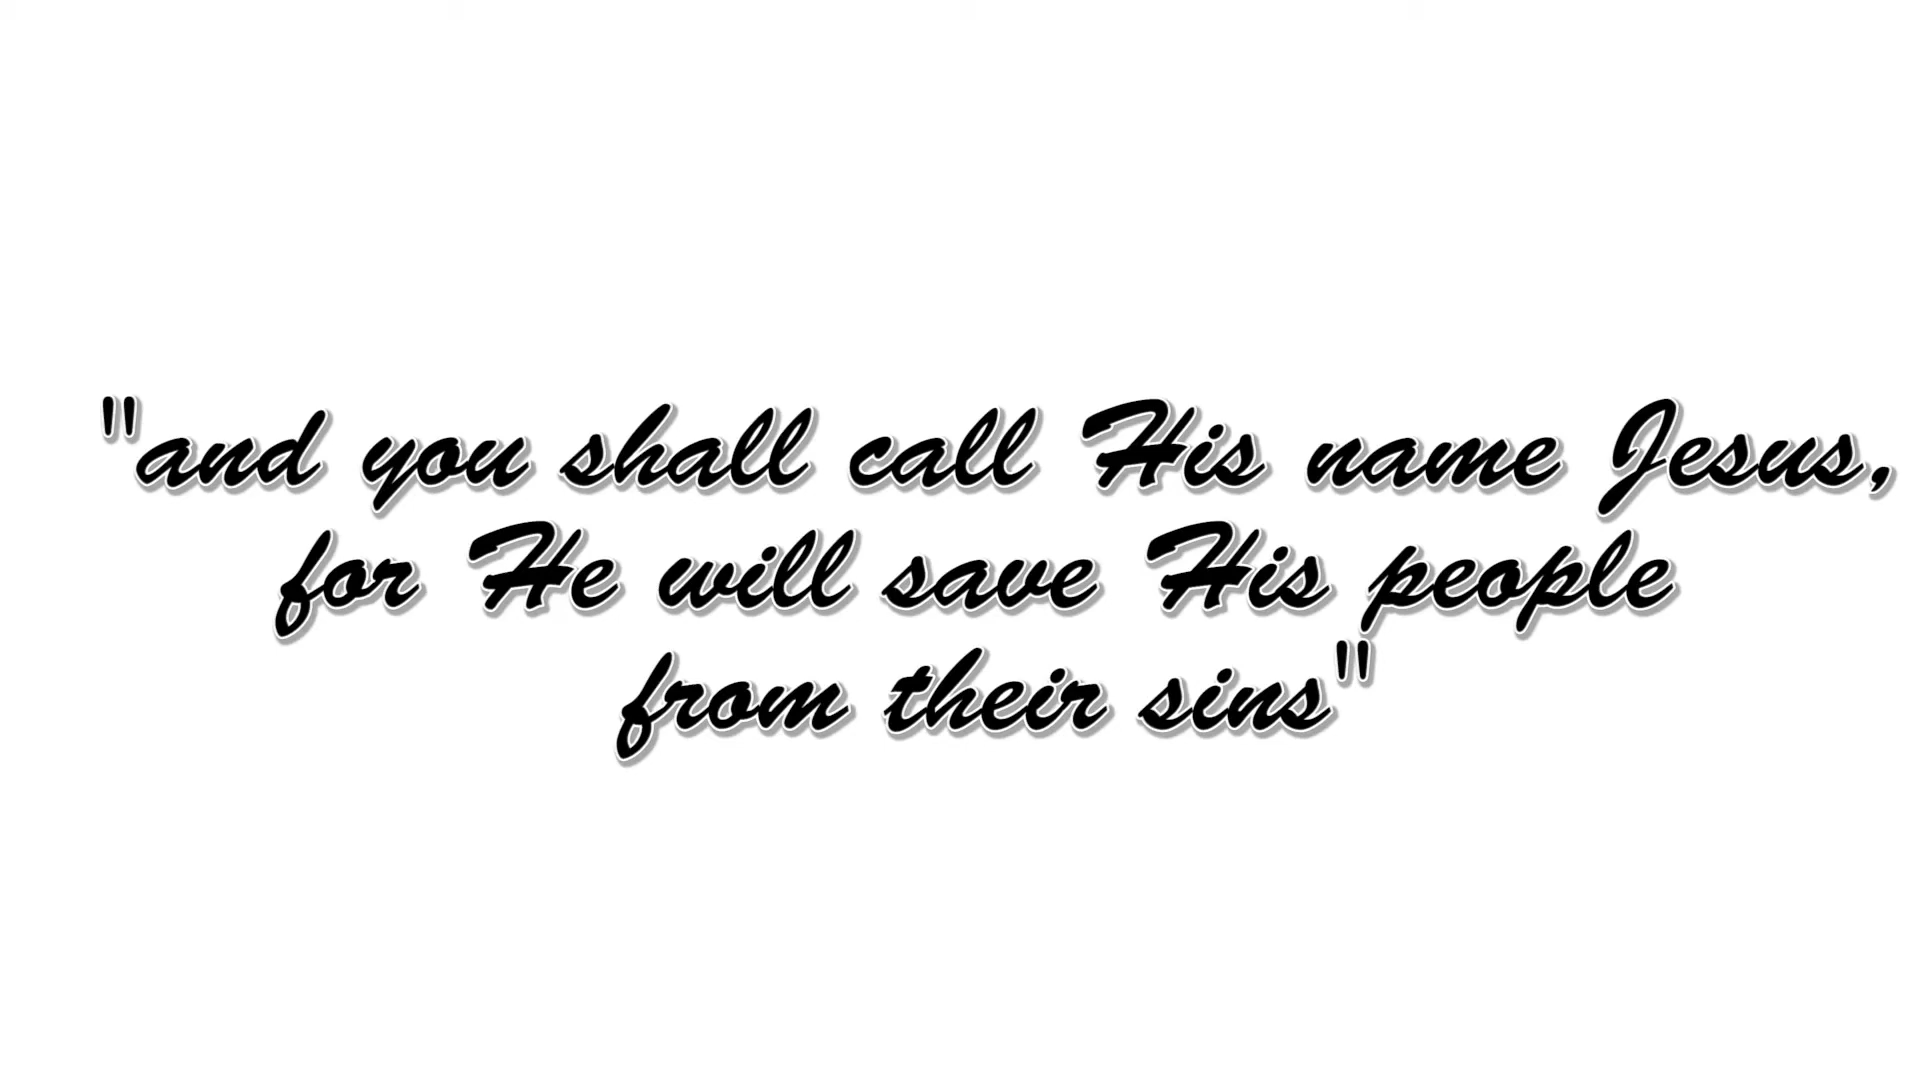 "and you shall call His name Jesus,
for He will save His people
from their sins"